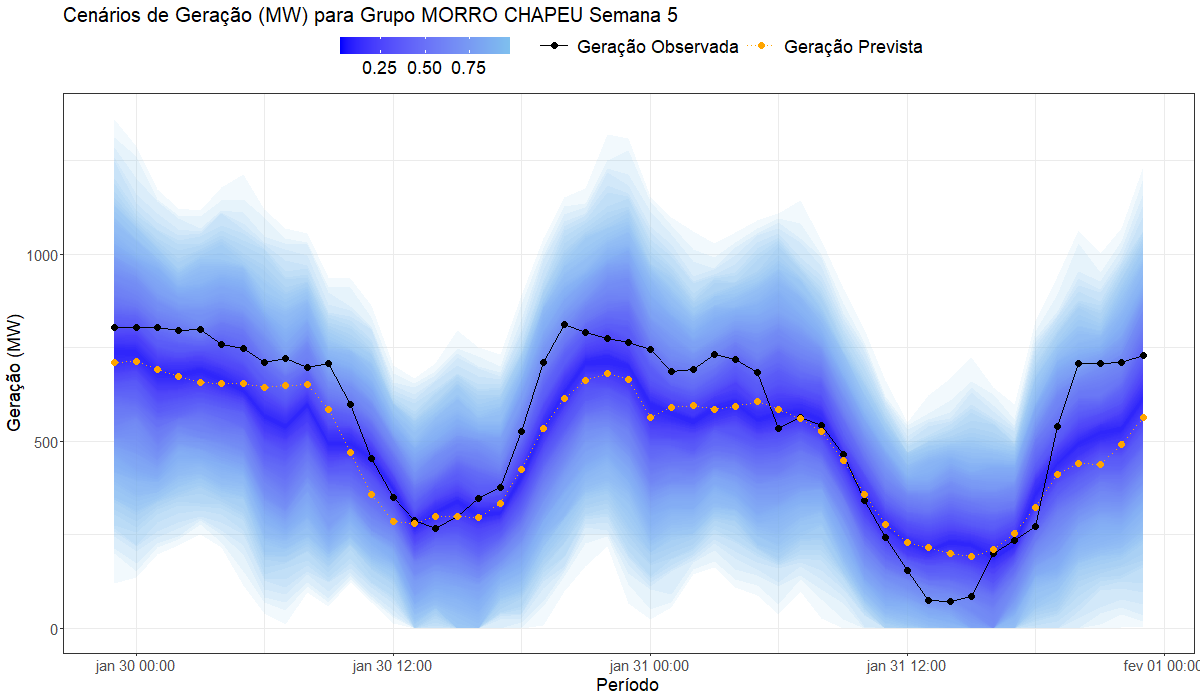 Cenários de Geração (MW) para Grupo MORRO CHAPEU Semana 5
0.25 0.50 0.75
Geração Observada
Geração Prevista
Geração (MW)
1000
500
0
jan 30 00:00
jan 30 12:00
jan 31 00:00
jan 31 12:00
fev 01 00:00
Período